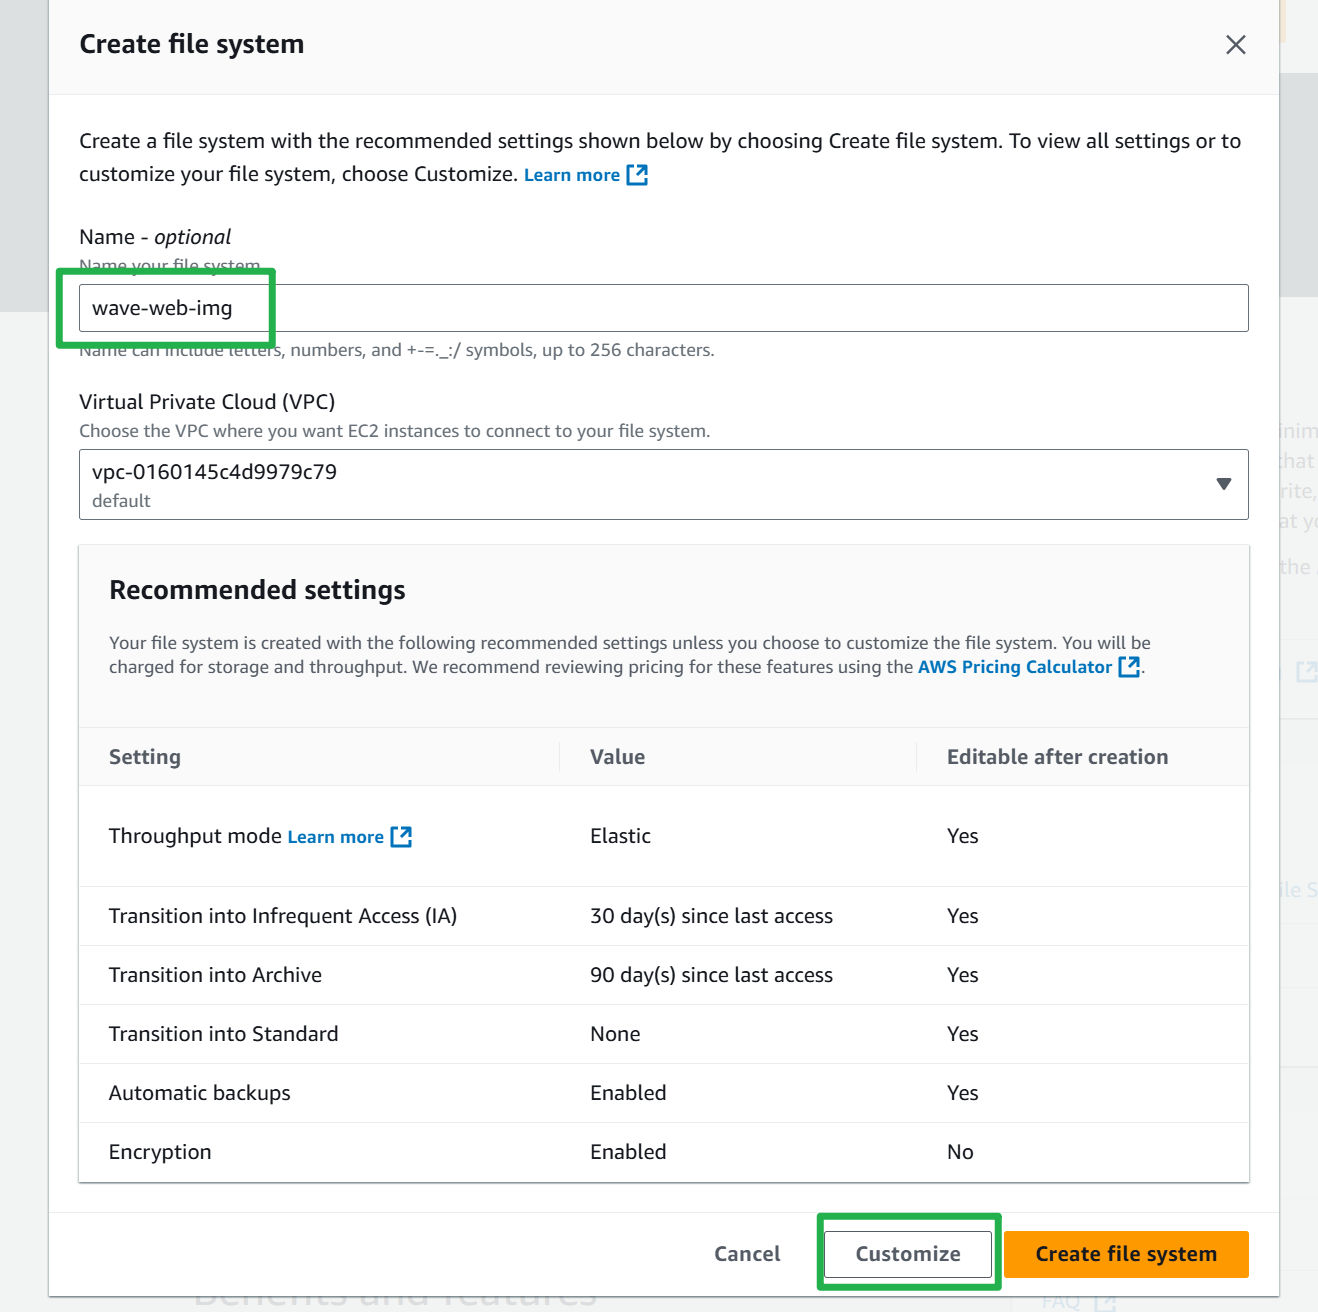 Create file system
Create a file system with the recommended settings shown below by choosing Create file system. To view all settings or to
customize your file system, choose Customize. Learn more
Name - optional
Name your file system
wave-web-img
Name can include letters, numbers, and +-=._:/ symbols, up to 256 characters.
Virtual Private Cloud (VPC)
Choose the VPC where you want EC2 instances to connect to your file system.
vpc-0160145c4d9979c79
default
Recommended settings
Your file system is created with the following recommended settings unless you choose to customize the file system. You will be
charged for storage and throughput. We recommend reviewing pricing for these features using the AWS Pricing Calculator.
Setting Value Editable after creation
Throughput mode Learn more Elastic Yes
Transition into Infrequent Access (IA) 30 day(s) since last access Yes
Transition into Archive 90 day(s) since last access Yes
Transition into Standard None Yes
Automatic backups Enabled Yes
Encryption Enabled No
Cancel Customize Create file system
Benefits and features
FAQ